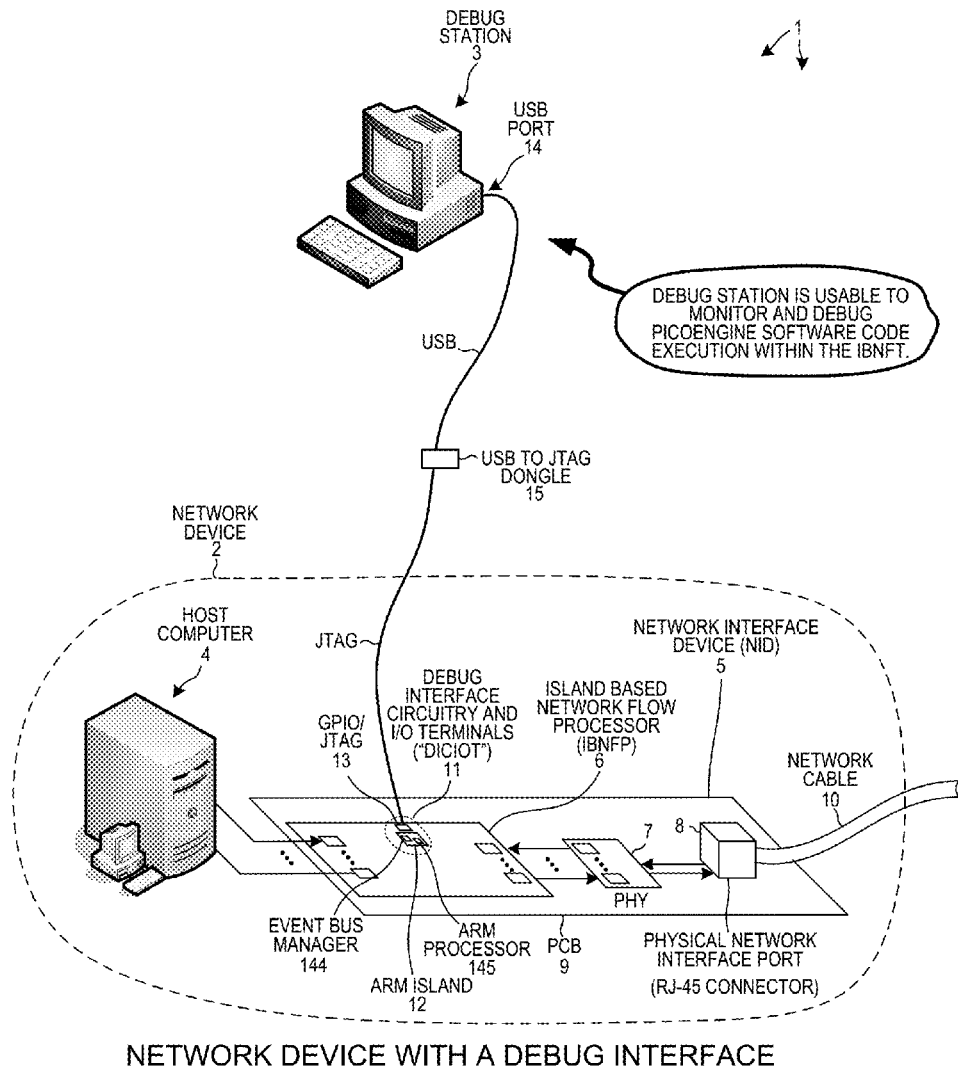 DEBUG
STATION
3
1
USB
PORT
14
DEBUG STATION IS USABLE TO
MONITOR AND DEBUG
PICOENGINE SOFTWARE CODE
EXECUTION WITHIN THE IBNFT.
USB
USB TO JTAG
DONGLE
15
NETWORK
DEVICE
2
HOST
COMPUTER
4
JTAG
GPIO/
JTAG
13
DEBUG
INTERFACE
CIRCUITRY AND
I/O TERMINALS
("DICIOT")
11
ISLAND BASED
NETWORK FLOW
PROCESSOR
(IBNFP)
6
NETWORK INTERFACE
DEVICE (NID)
5
NETWORK
CABLE
10
7
8
PHY
EVENT BUS
MANAGER
144
ARM
PROCESSOR
145
ARM ISLAND
12
PCB
9
PHYSICAL NETWORK
INTERFACE PORT
(RJ-45 CONNECTOR)
NETWORK DEVICE WITH A DEBUG INTERFACE